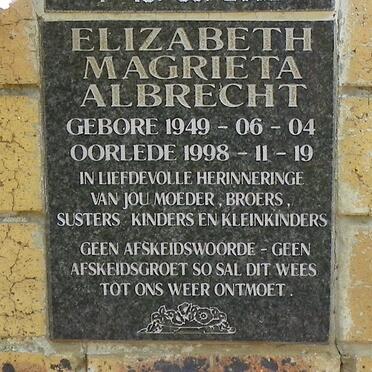 ELIZABETH
MAGRIETA
ALBRECHT
GEBORE 1949 - 06 - 04
OORLEDE 1998 - 11 - 19
IN LIEFDEVOLLE HERINNERINGE
VAN JOU MOEDER, BROERS,
SUSTERS KINDERS EN KLEINKINDERS
GEEN AFSKEIDSWOORDE - GEEN
AFSKEIDSGROET SO SAL DIT WEES
TOT ONS WEER ONTMOET.